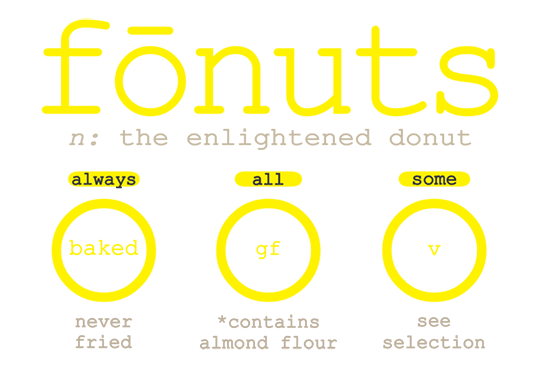 fōnuts
n: the enlightened donut
always all some
baked gf v
never *contains see
fried almond flour selection